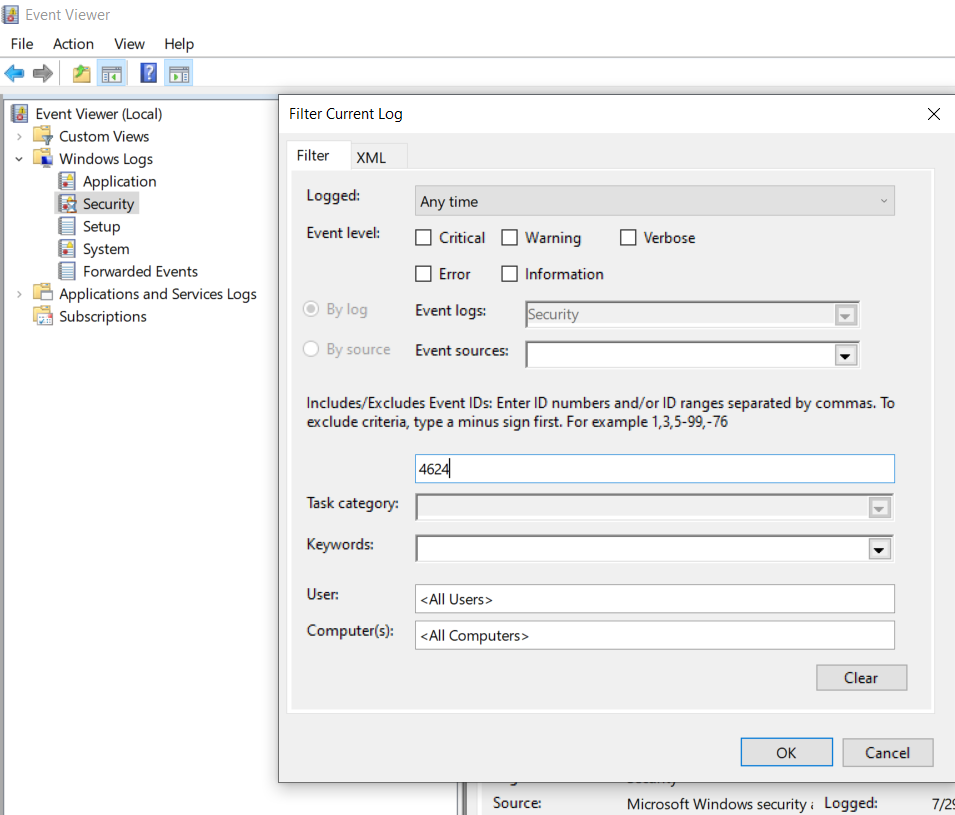 Event Viewer
File Action View Help
Event Viewer (Local)
Custom Views
Windows Logs
Application
Security
Setup
System
Forwarded Events
Applications and Services Logs
Subscriptions
Filter Current Log
Filter XML
Logged: Any time
Event level: Critical Warning Verbose
Error Information
By log Event logs: Security
By source Event sources:
Includes/Excludes Event IDs: Enter ID numbers and/or ID ranges separated by commas. To
exclude criteria, type a minus sign first. For example 1,3,5-99,-76
4624
Task category:
Keywords:
User: <All Users>
Computer(s): <All Computers>
Clear
OK Cancel
Source: Microsoft Windows security Logged: 7/29